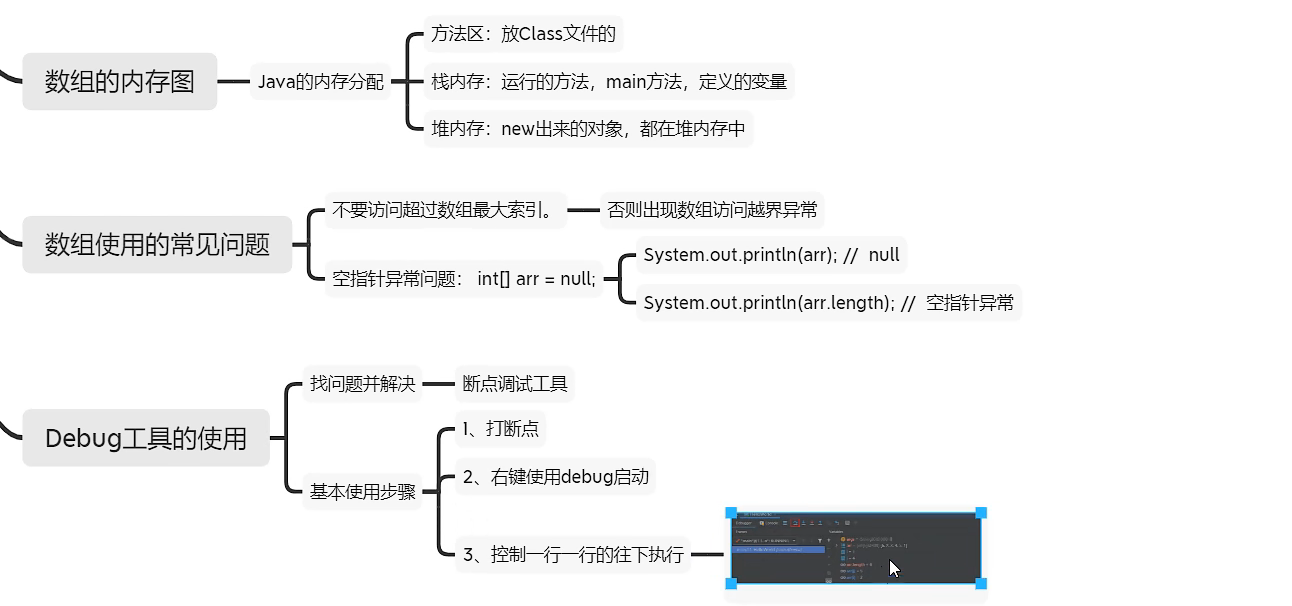 数组的内存图
Java的内存分配
方法区：放Class文件的
栈内存：运行的方法，main方法，定义的变量
堆内存：new出来的对象，都在堆内存中
数组使用的常见问题
不要访问超过数组最大索引。
否则出现数组访问越界异常
空指针异常问题： int[] arr = null;
System.out.println(arr); // null
System.out.println(arr.length); // 空指针异常
Debug工具的使用
找问题并解决
断点调试工具
基本使用步骤
1、打断点
2、右键使用debug启动
3、控制一行一行的往下执行